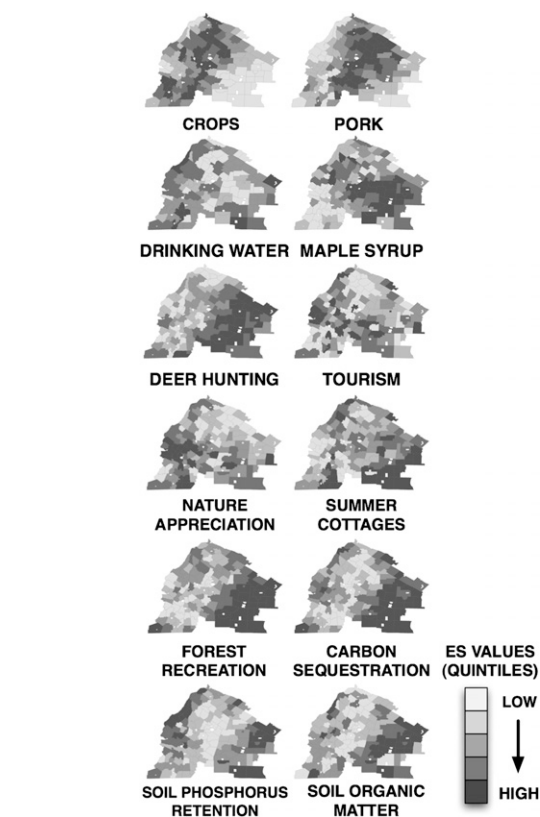 CROPS
PORK
DRINKING WATER
MAPLE SYRUP
DEER HUNTING
TOURISM
NATURE
APPRECIATION
SUMMER
COTTAGES
FOREST
RECREATION
CARBON
SEQUESTRATION
ES VALUES
(QUINTILES)
LOW
HIGH
SOIL PHOSPHORUS
RETENTION
SOIL ORGANIC
MATTER